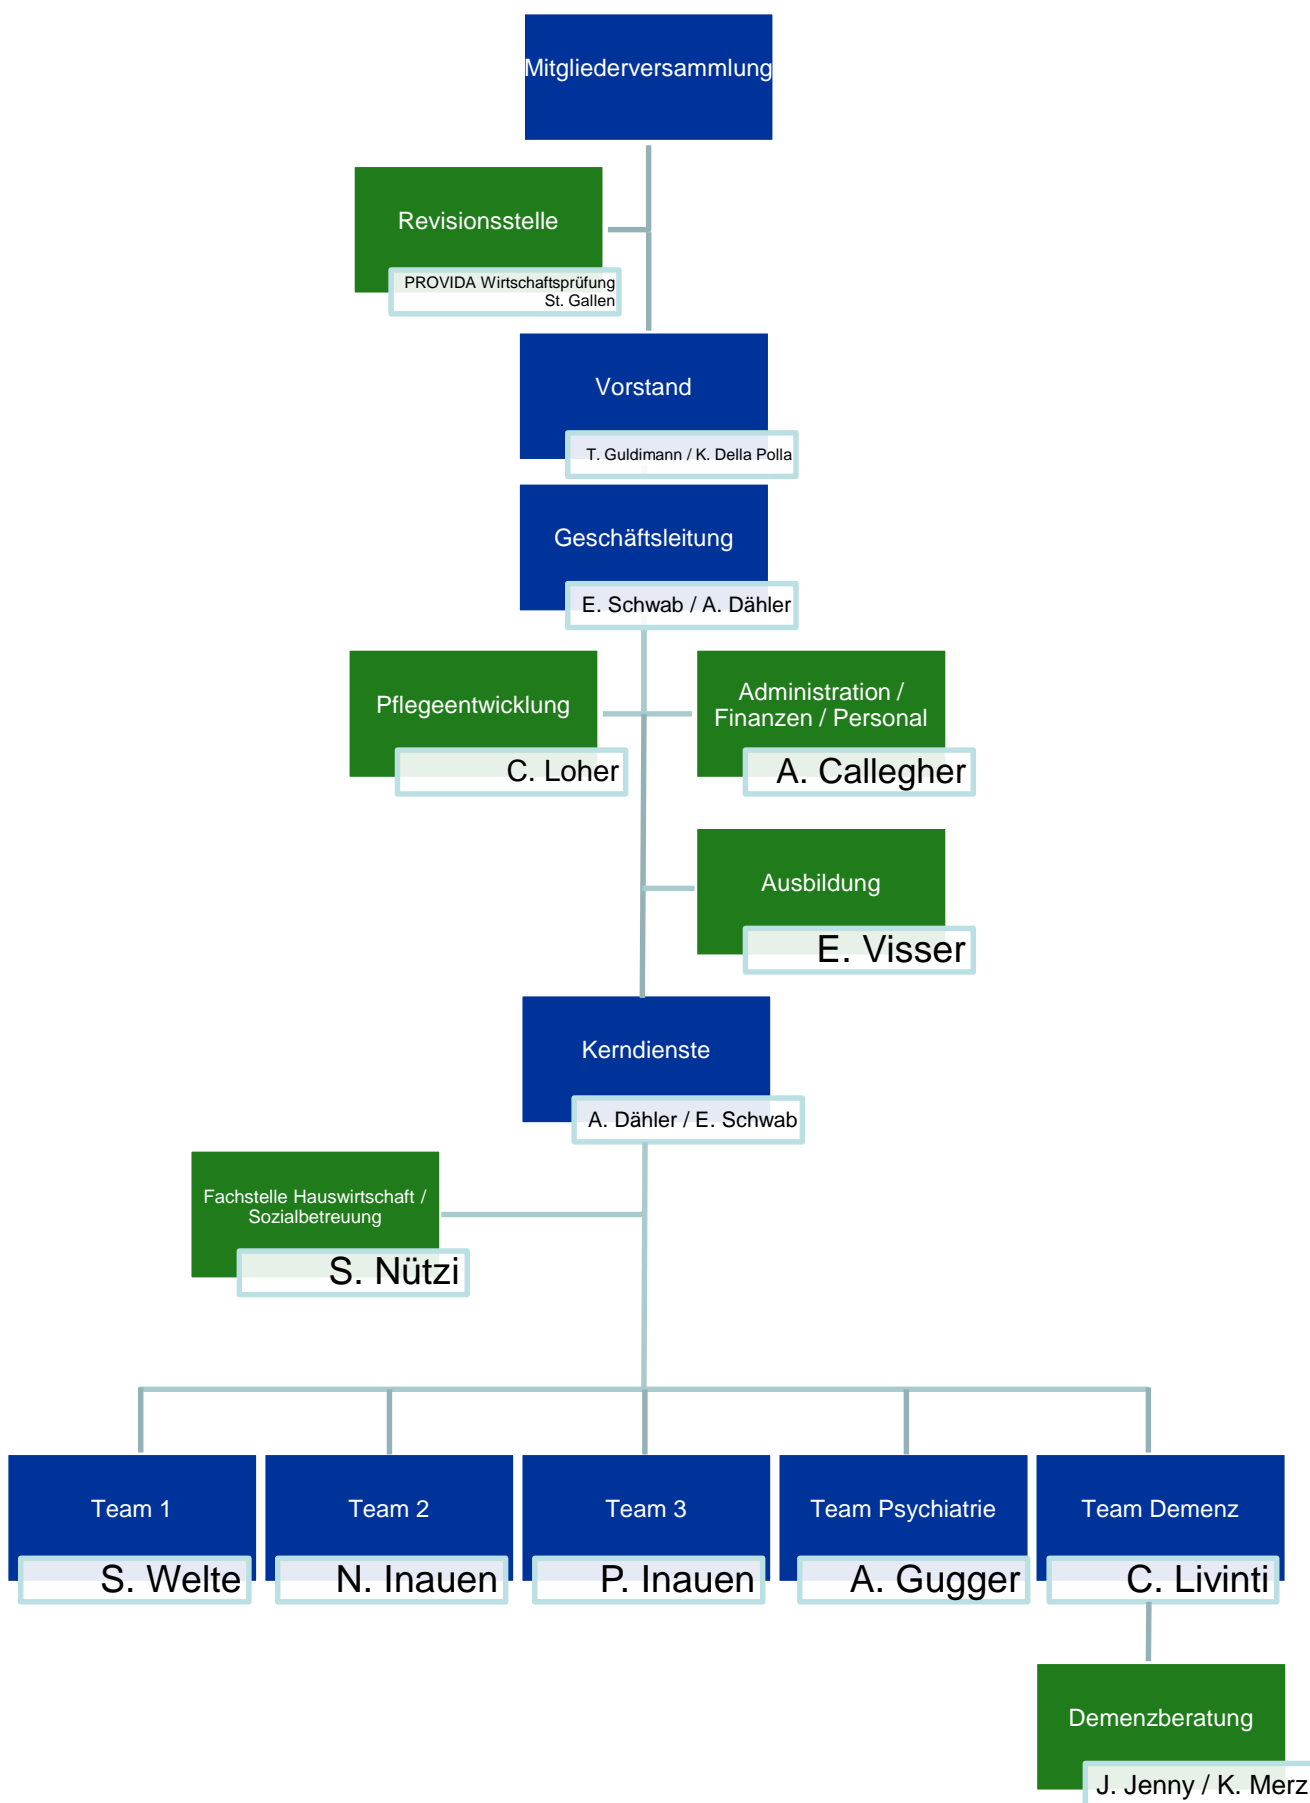 Mitgliederversammlung
Revisionsstelle
PROVIDA Wirtschaftsprüfung
St. Gallen
Vorstand
T. Guldimann / K. Della Polla
Geschäftsleitung
E. Schwab / A. Dähler
Pflegeentwicklung
C. Loher
Administration /
Finanzen / Personal
A. Callegher
Ausbildung
E. Visser
Kerndienste
A. Dähler / E. Schwab
Fachstelle Hauswirtschaft /
Sozialbetreuung
S. Nützi
Team 1
S. Welte
Team 2
N. Inauen
Team 3
P. Inauen
Team Psychiatrie
A. Gugger
Team Demenz
C. Livinti
Demenzberatung
J. Jenny / K. Merz